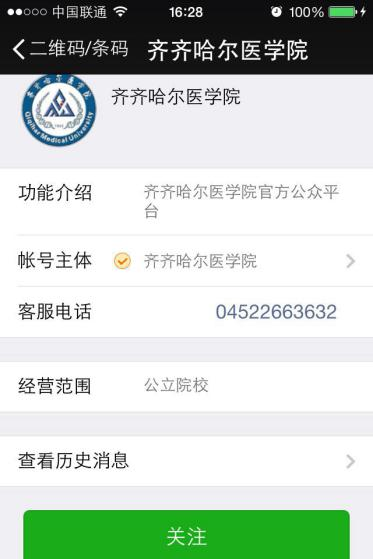 中国联通 16:28 100%
二维码/条码 齐齐哈尔医学院
齐齐哈尔医学院
Qiqihar Medical University
功能介绍 齐齐哈尔医学院官方公众平
台
帐号主体 齐齐哈尔医学院
客服电话 04522663632
经营范围 公立院校
查看历史消息
关注